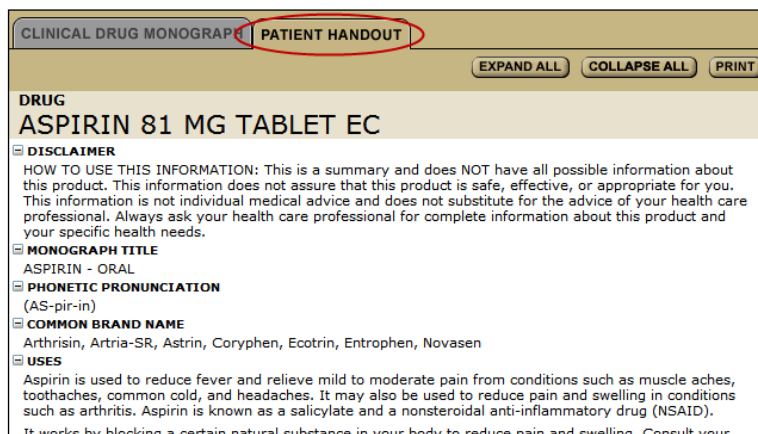 CLINICAL DRUG MONOGRAPH PATIENT HANDOUT
EXPAND ALL COLLAPSE ALL PRINT
DRUG
ASPIRIN 81 MG TABLET EC
DISCLAIMER
HOW TO USE THIS INFORMATION: This is a summary and does NOT have all possible information about
this product. This information does not assure that this product is safe, effective, or appropriate for you.
This information is not individual medical advice and does not substitute for the advice of your health care
professional. Always ask your health care professional for complete information about this product and
your specific health needs.
MONOGRAPH TITLE
ASPIRIN - ORAL
PHONETIC PRONUNCIATION
(AS-pir-in)
COMMON BRAND NAME
Arthrisin, Artria-SR, Astrin, Coryphen, Ecotrin, Entrophen, Novasen
USES
Aspirin is used to reduce fever and relieve mild to moderate pain from conditions such as muscle aches,
toothaches, common cold, and headaches. It may also be used to reduce pain and swelling in conditions
such as arthritis. Aspirin is known as a salicylate and a nonsteroidal anti-inflammatory drug (NSAID).
It works by blocking a certain natural substance in your body to reduce pain and swelling. Consult your